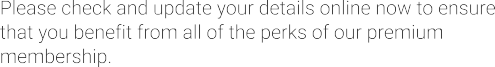 Please check and update your details online now to ensure
that you benefit from all of the perks of our premium
membership.